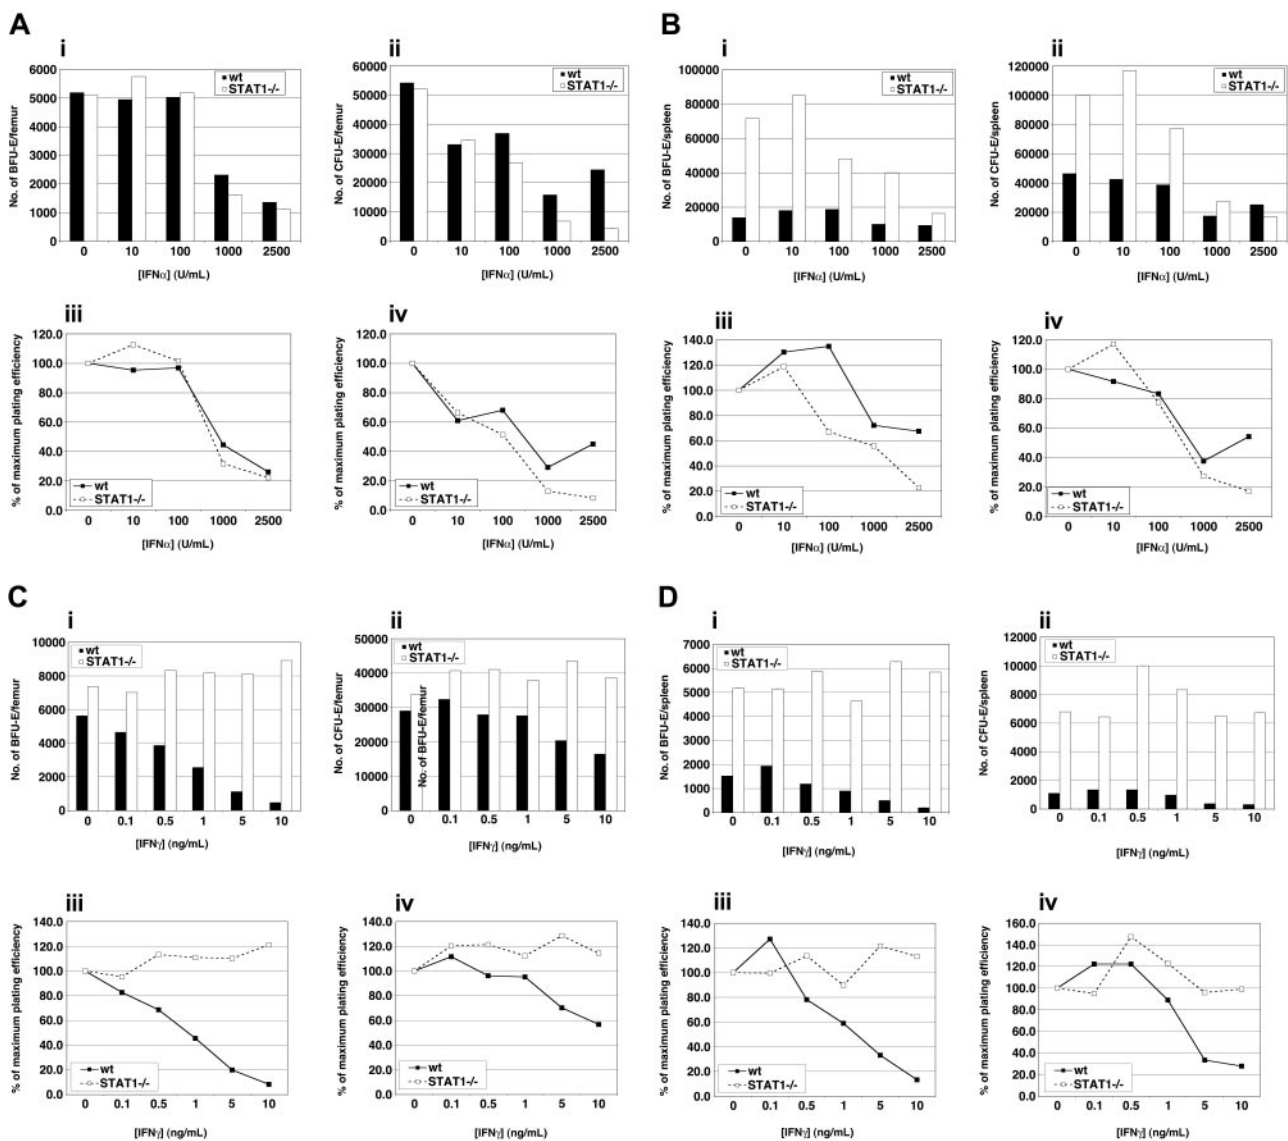 A
B
i
ii
i
ii
No. of BFU-E/femur
6000
5000
4000
3000
2000
1000
0
wt
STAT1-/-
0 10 100 1000 2500
[IFNα] (U/mL)
No. of CFU-E/femur
60000
50000
40000
30000
20000
10000
0
wt
STAT1-/-
0 10 100 1000 2500
[IFNα] (U/mL)
No. of BFU-E/spleen
100000
80000
60000
40000
20000
0
wt
STAT1-/-
0 10 100 1000 2500
[IFNα] (U/mL)
No. of CFU-E/spleen
120000
100000
80000
60000
40000
20000
0
wt
STAT1-/-
0 10 100 1000 2500
[IFNα] (U/mL)
iii
iv
iii
iv
% of maximum plating efficiency
120.0
100.0
80.0
60.0
40.0
20.0
0.0
wt
STAT1-/-
0 10 100 1000 2500
[IFNα] (U/mL)
% of maximum plating efficiency
120.0
100.0
80.0
60.0
40.0
20.0
0.0
wt
STAT1-/-
0 10 100 1000 2500
[IFNα] (U/mL)
% of maximum plating efficiency
140.0
120.0
100.0
80.0
60.0
40.0
20.0
0.0
wt
STAT1-/-
0 10 100 1000 2500
[IFNα] (U/mL)
% of maximum plating efficiency
120.0
100.0
80.0
60.0
40.0
20.0
0.0
wt
STAT1-/-
0 10 100 1000 2500
[IFNα] (U/mL)
C
D
i
ii
i
ii
No. of BFU-E/femur
10000
8000
6000
4000
2000
0
wt
STAT1-/-
0 0.1 0.5 1 5 10
[IFNγ] (ng/mL)
No. of CFU-E/femur
50000
40000
30000
20000
10000
0
wt
STAT1-/-
No. of BFU-E/femur
0 0.1 0.5 1 5 10
[IFNγ] (ng/mL)
No. of BFU-E/spleen
7000
6000
5000
4000
3000
2000
1000
0
wt
STAT1-/-
0 0.1 0.5 1 5 10
[IFNγ] (ng/mL)
No. of CFU-E/spleen
12000
10000
8000
6000
4000
2000
0
wt
STAT1-/-
0 0.1 0.5 1 5 10
[IFNγ] (ng/mL)
iii
iv
iii
iv
% of maximum plating efficiency
140.0
120.0
100.0
80.0
60.0
40.0
20.0
0.0
wt
STAT1-/-
0 0.1 0.5 1 5 10
[IFNγ] (ng/mL)
% of maximum plating efficiency
140.0
120.0
100.0
80.0
60.0
40.0
20.0
0.0
wt
STAT1-/-
0 0.1 0.5 1 5 10
[IFNγ] (ng/mL)
% of maximum plating efficiency
140.0
120.0
100.0
80.0
60.0
40.0
20.0
0.0
wt
STAT1-/-
0 0.1 0.5 1 5 10
[IFNγ] (ng/mL)
% of maximum plating efficiency
160.0
140.0
120.0
100.0
80.0
60.0
40.0
20.0
0.0
wt
STAT1-/-
0 0.1 0.5 1 5 10
[IFNγ] (ng/mL)